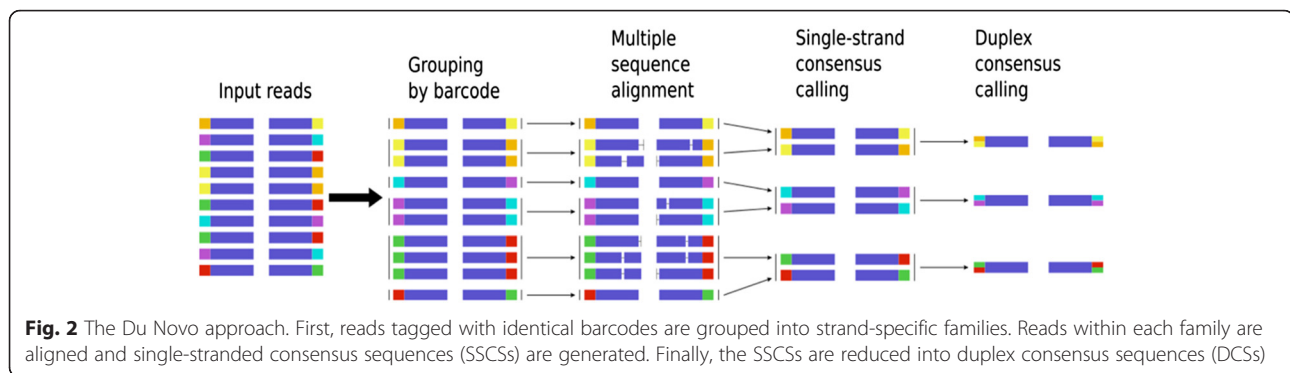 Input reads
Grouping
by barcode
Multiple
sequence
alignment
Single-strand
consensus
calling
Duplex
consensus
calling
Fig. 2 The Du Novo approach. First, reads tagged with identical barcodes are grouped into strand-specific families. Reads within each family are
aligned and single-stranded consensus sequences (SSCSs) are generated. Finally, the SSCSs are reduced into duplex consensus sequences (DCSs)